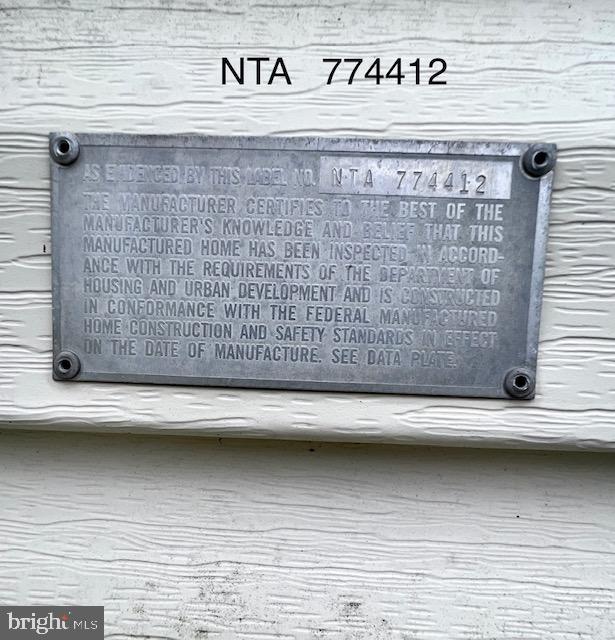 NTA 774412
AS EVIDENCED BY THIS LABEL NO. NTA 774412
THE MANUFACTURER CERTIFIES TO THE BEST OF THE
MANUFACTURER'S KNOWLEDGE AND BELIEF THAT THIS
MANUFACTURED HOME HAS BEEN INSPECTED IN ACCORD-
ANCE WITH THE REQUIREMENTS OF THE DEPARTMENT OF
HOUSING AND URBAN DEVELOPMENT AND IS CONSTRUCTED
IN CONFORMANCE WITH THE FEDERAL MANUFACTURED
HOME CONSTRUCTION AND SAFETY STANDARDS IN EFFECT
ON THE DATE OF MANUFACTURE. SEE DATA PLATE.
bright MLS